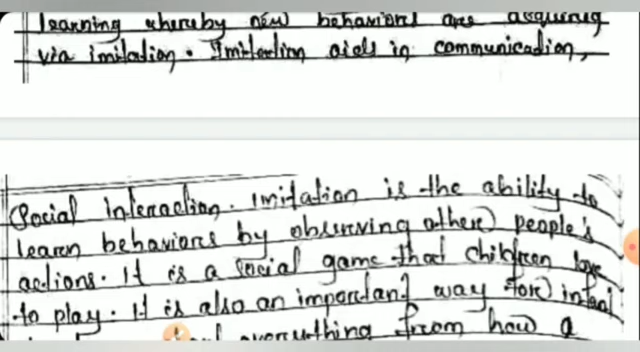 learning whereby new behaviors are acquring
via imitation. Imitation aids in communication,
Social interaction. imitation is the ability to
learn behaviors by observing other people's
actions. It is a social game that children love
to play. It is also an important way for
everything from how a